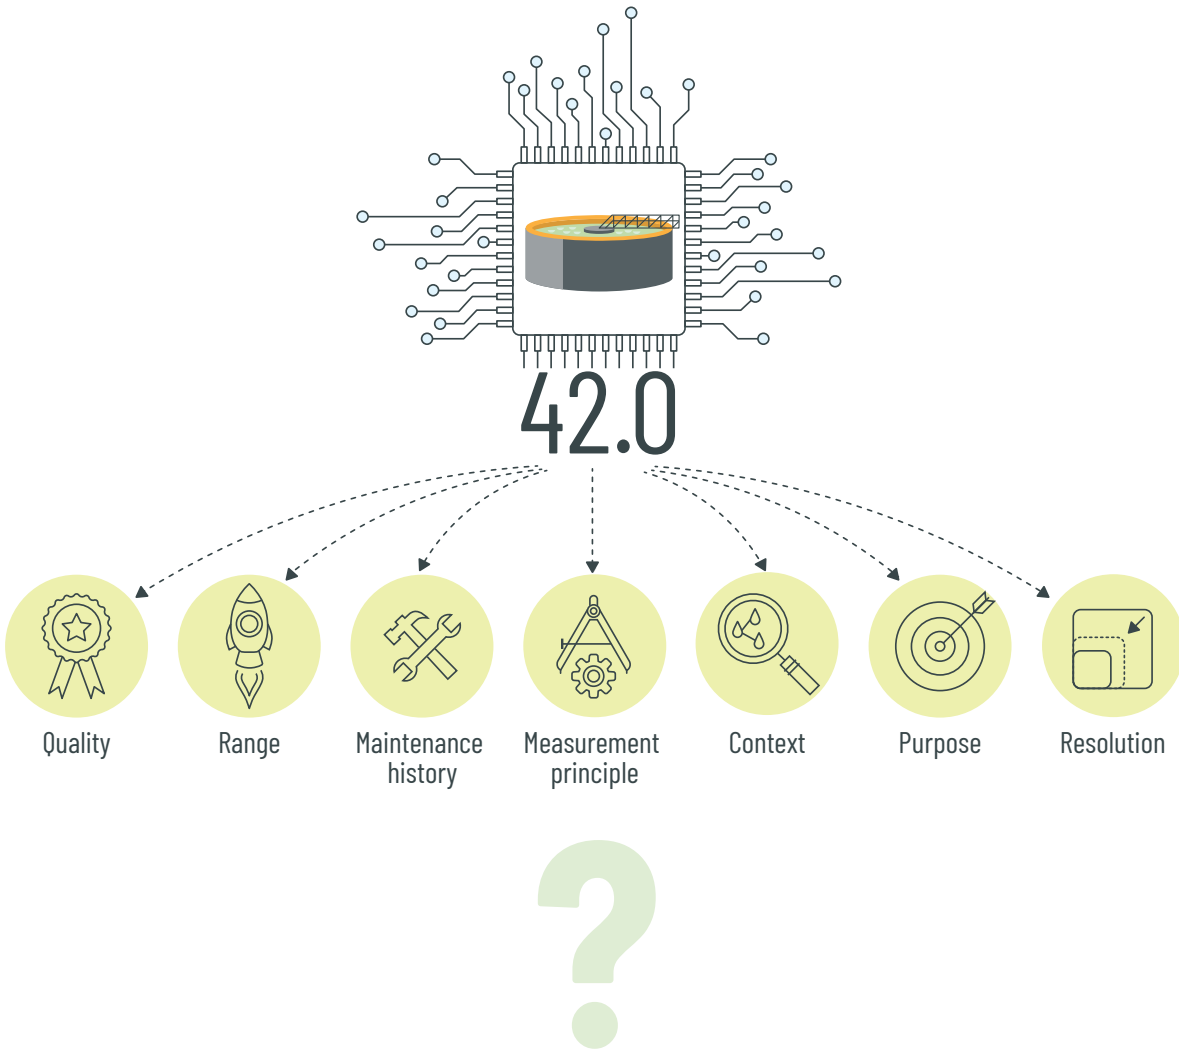 42.0
Quality
Range
Maintenance
history
Measurement
principle
Context
Purpose
Resolution
?